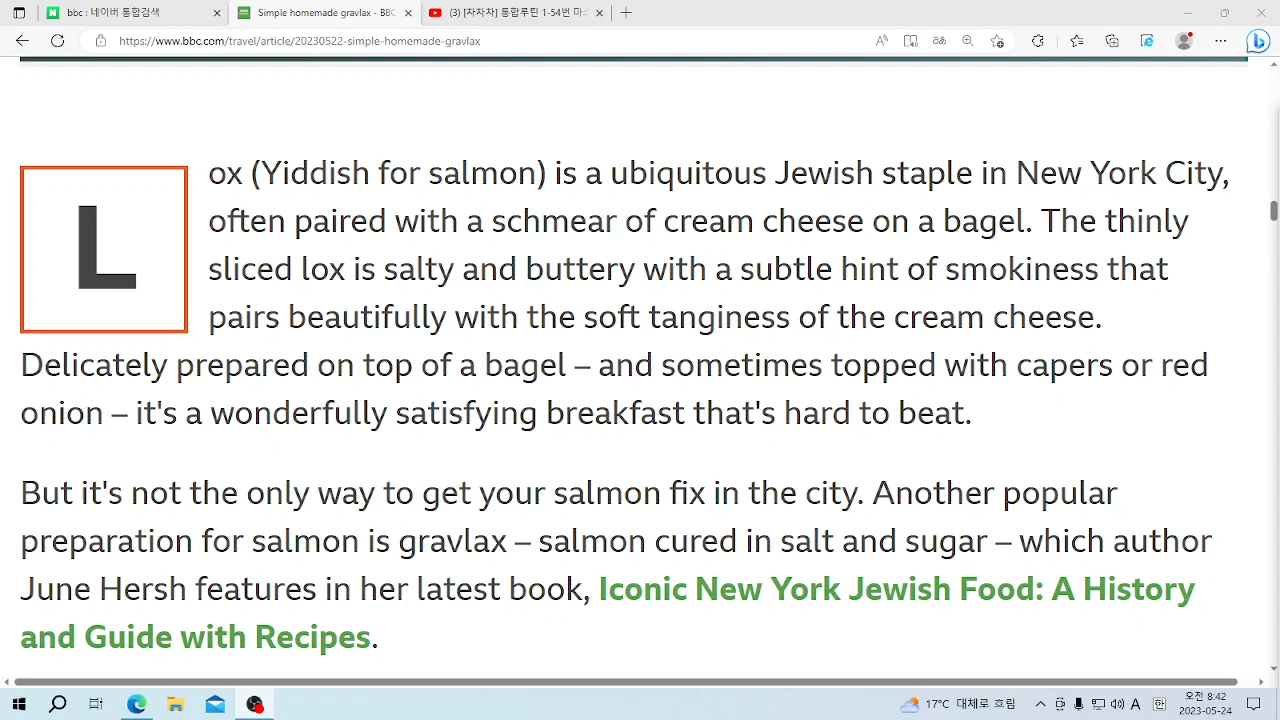 bbc : 네이버 통합검색
Simple homemade gravlax - BBC
(3) [차차차] 통합루틴 1-54번 마스
https://www.bbc.com/travel/article/20230522-simple-homemade-gravlax
Lox (Yiddish for salmon) is a ubiquitous Jewish staple in New York City,
often paired with a schmear of cream cheese on a bagel. The thinly
sliced lox is salty and buttery with a subtle hint of smokiness that
pairs beautifully with the soft tanginess of the cream cheese.
Delicately prepared on top of a bagel – and sometimes topped with capers or red
onion – it's a wonderfully satisfying breakfast that's hard to beat.
But it's not the only way to get your salmon fix in the city. Another popular
preparation for salmon is gravlax – salmon cured in salt and sugar – which author
June Hersh features in her latest book, Iconic New York Jewish Food: A History
and Guide with Recipes.
17°C 대체로 흐림
A
오전 8:42
2023-05-24